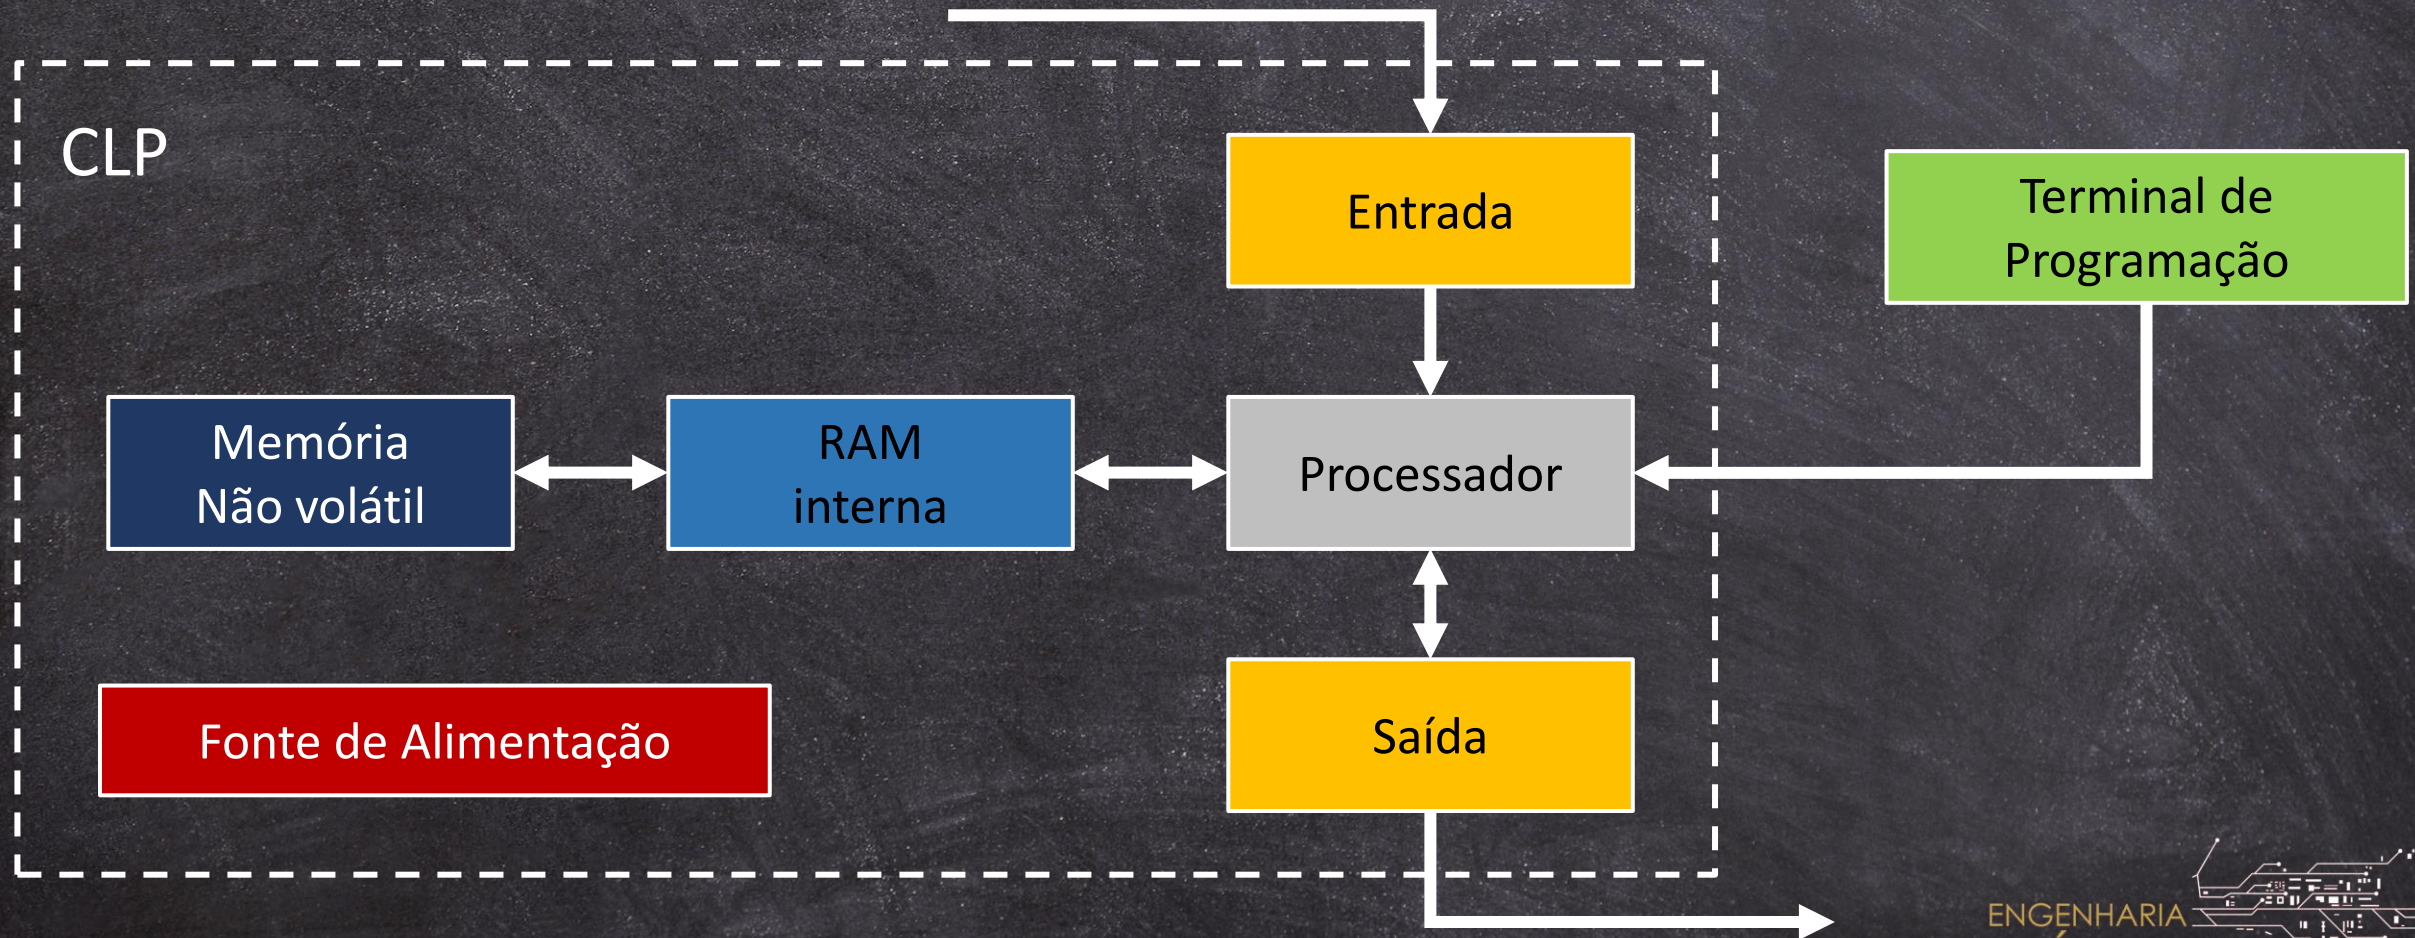 CLP
Entrada
Terminal de
Programação
Memória
Não volátil
RAM
interna
Processador
Fonte de Alimentação
Saída
ENGENHARIA